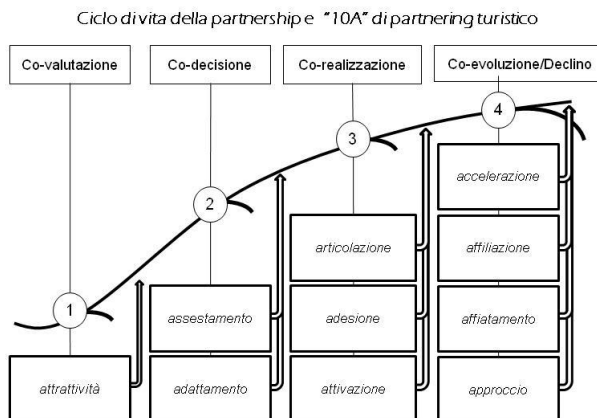 Ciclo di vita della partnership e "10A" di partnering turistico
Co-valutazione
Co-decisione
Co-realizzazione
Co-evoluzione/Declino
1
2
3
4
attrattività
assestamento
adattamento
articolazione
adesione
attivazione
accelerazione
affiliazione
affiatamento
approccio